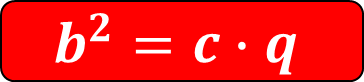 b² = c · q